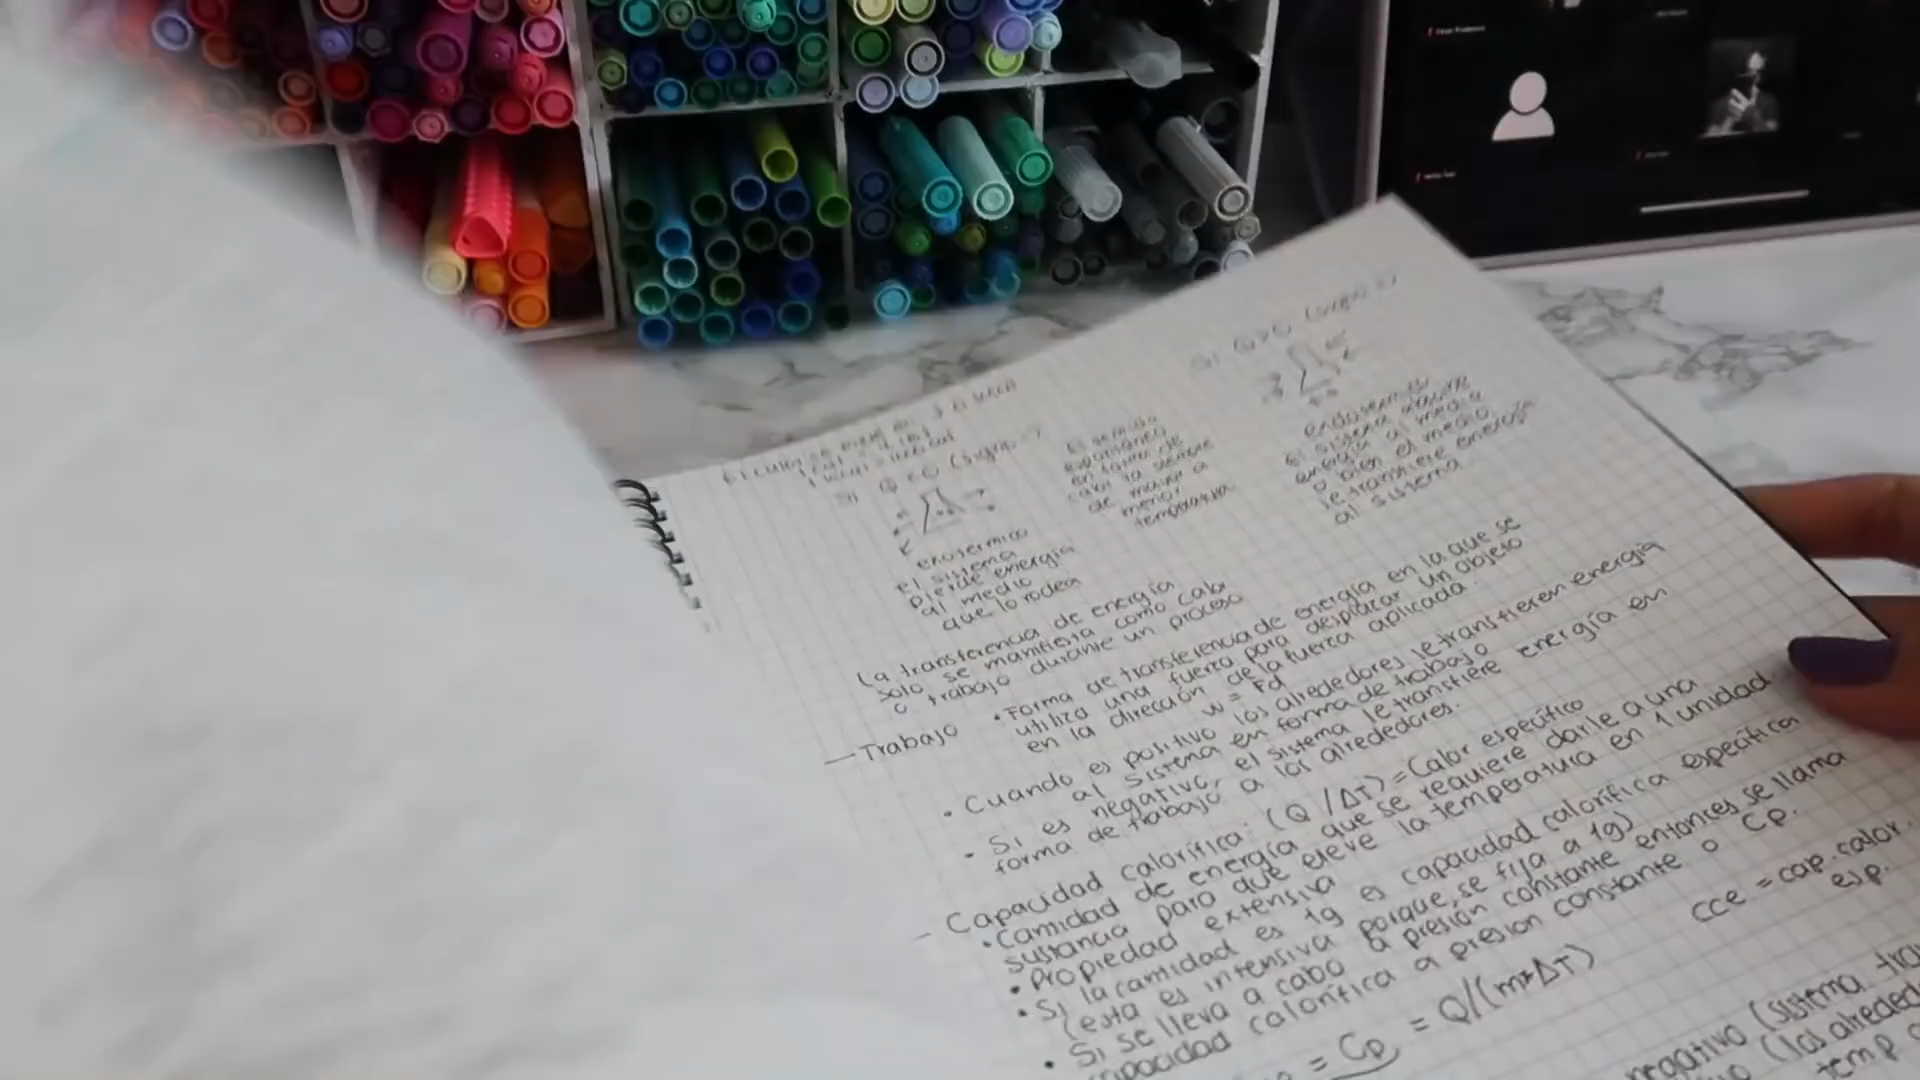 El calor se
Si Q < 0 (signo -)
exotermico
el sistema
pierde energía
al medio
que lo rodea
El sentido
espontáneo
en forma de
calor va siempre
de mayor a
menor
temperatura
Si Q > 0
endotermico
el sistema absorbe
energía al medio
o bien el medio
le transfiere energía
al sistema
La transferencia de energía
solo se manifiesta como calor
o trabajo durante un proceso
— Trabajo
• Forma de transferencia de energía en la que se
utiliza una fuerza para desplazar un objeto
en la dirección de la fuerza aplicada.
W = Fd
• Cuando es positivo los alrededores le transfieren energía
al sistema en forma de trabajo
• Si es negativo, el sistema le transfiere energía en
forma de trabajo a los alrededores.
- Capacidad calorífica: (Q / ΔT) = Calor específico
• Cantidad de energía que se requiere darle a una
sustancia para que eleve la temperatura en 1 unidad
• Propiedad extensiva
• Si la cantidad es 1g es capacidad calorífica específica
(esta es intensiva porque se fija a 1g)
• Si se lleva a cabo a presión constante entonces se llama
capacidad calorífica a presión constante o Cp.
= Cp = Q/(m*ΔT)
cce = cap. calor.
esp.
negativo (sistema
(los alreded
temp